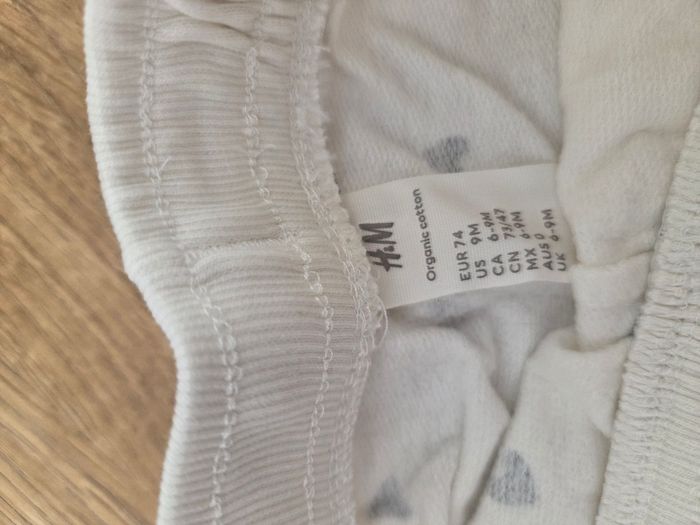 H&M
Organic cotton
EUR 74
US 9M
CA 6-9M
CN 73/47
MX 6-9M
AUS 0
UK 6-9M